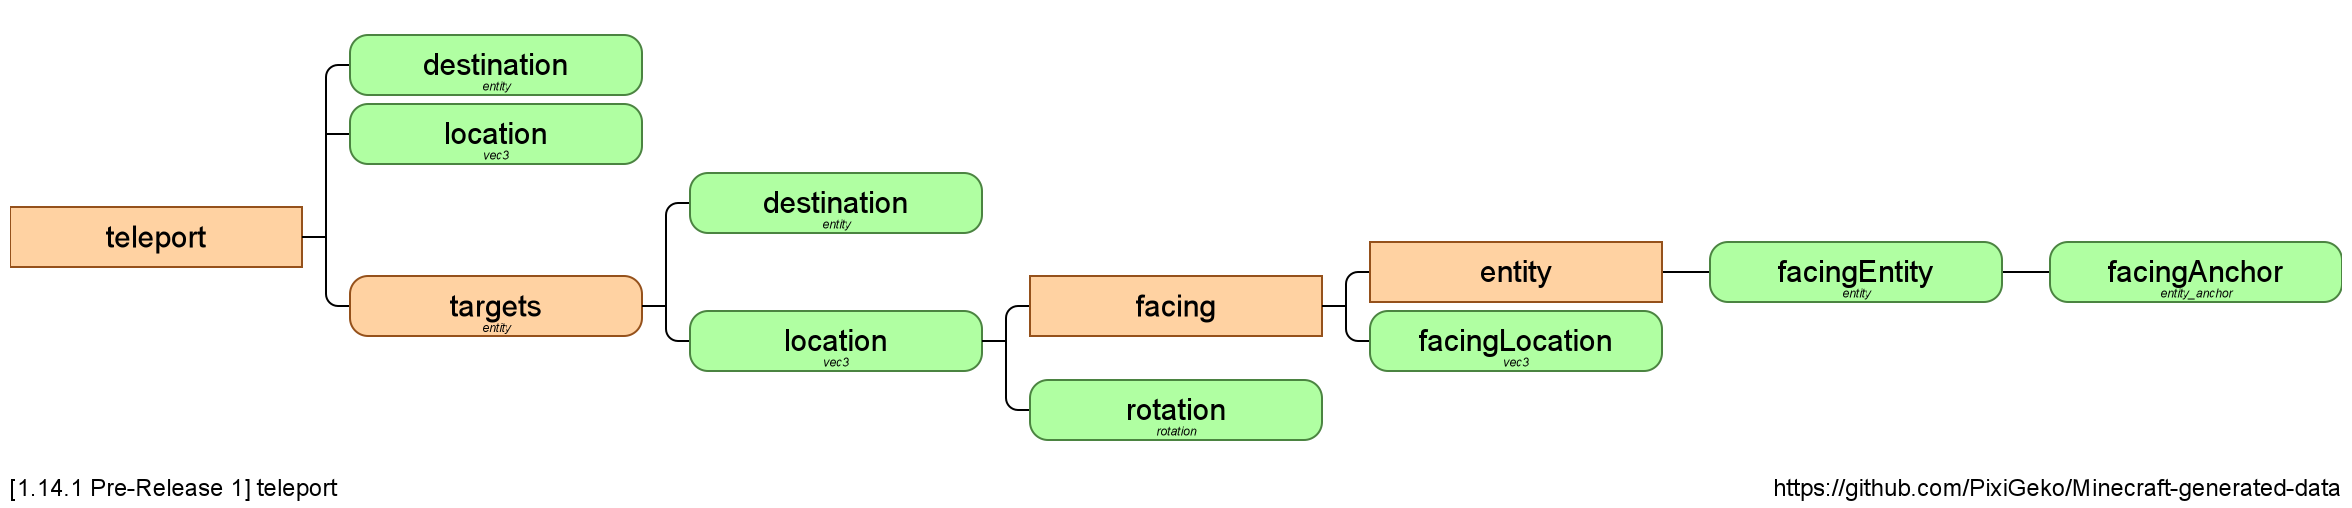 destination
entity
location
vec3
destination
entity
teleport
entity
facingEntity
entity
facingAnchor
entity_anchor
targets
entity
facing
location
vec3
facingLocation
vec3
rotation
rotation
[1.14.1 Pre-Release 1] teleport
https://github.com/PixiGeko/Minecraft-generated-data